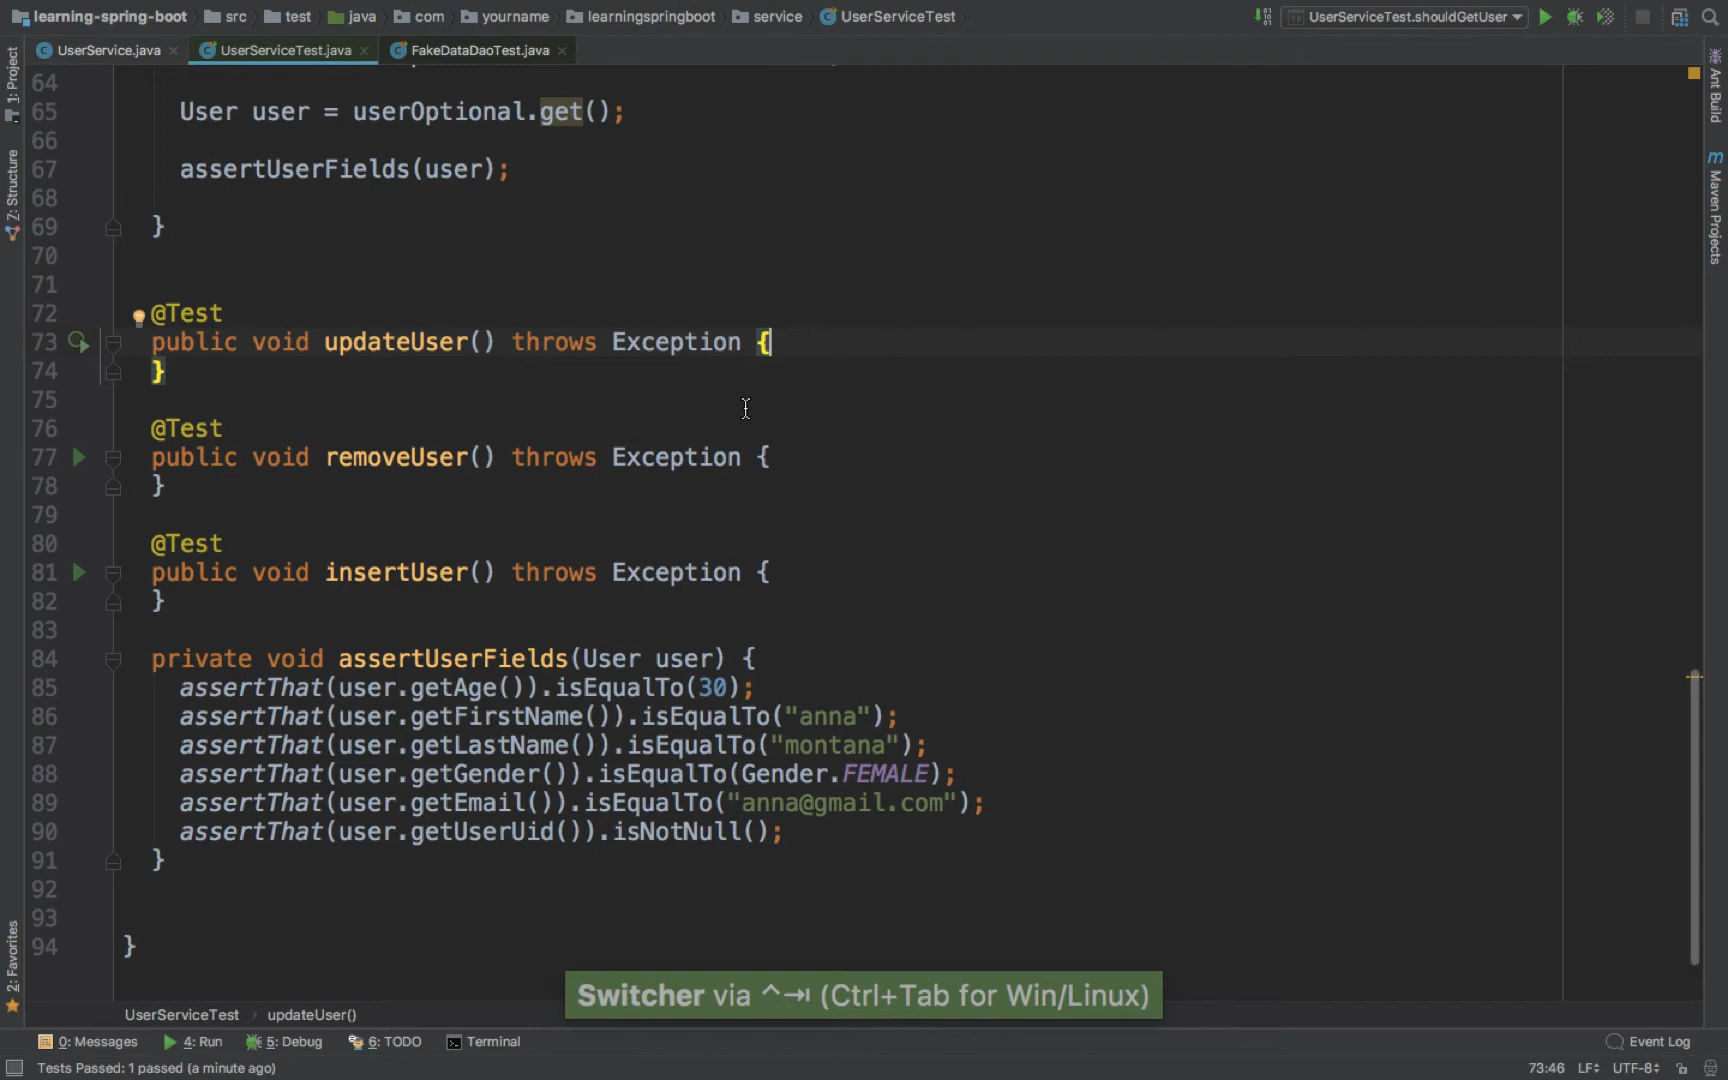 learning-spring-boot src test java com yourname learningspringboot service UserServiceTest UserServiceTest.shouldGetUser
UserService.java UserServiceTest.java FakeDataDaoTest.java
1: Project
7: Structure
2: Favorites
Ant Build
Maven Projects
64
65 User user = userOptional.get();
66
67 assertUserFields(user);
68
69 }
70
71
72 @Test
73 public void updateUser() throws Exception {
74 }
75
76 @Test
77 public void removeUser() throws Exception {
78 }
79
80 @Test
81 public void insertUser() throws Exception {
82 }
83
84 private void assertUserFields(User user) {
85 assertThat(user.getAge()).isEqualTo(30);
86 assertThat(user.getFirstName()).isEqualTo("anna");
87 assertThat(user.getLastName()).isEqualTo("montana");
88 assertThat(user.getGender()).isEqualTo(Gender.FEMALE);
89 assertThat(user.getEmail()).isEqualTo("anna@gmail.com");
90 assertThat(user.getUserUid()).isNotNull();
91 }
92
93
94 }
Switcher via ^⇥ (Ctrl+Tab for Win/Linux)
UserServiceTest updateUser()
0: Messages 4: Run 5: Debug 6: TODO Terminal Event Log
Tests Passed: 1 passed (a minute ago) 73:46 LF UTF-8